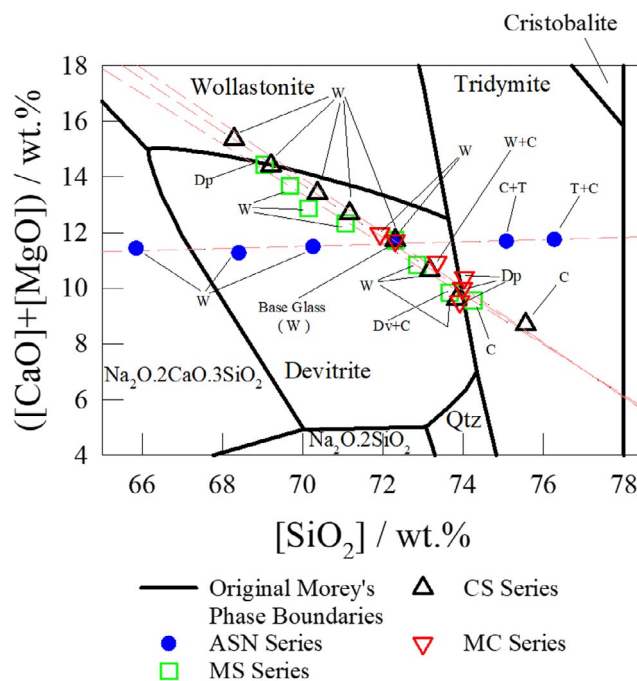 Cristobalite
18
Wollastonite
Tridymite
W
16
W
W+C
Dp
14
C+T
T+C
W
12
Base Glass
( W )
W
W
Dp
C
10
Dv+C
C
8
Na2O.2CaO.3SiO2
Devitrite
6
Qtz
Na2O.2SiO2
4
66 68 70 72 74 76 78
([CaO]+[MgO]) / wt.%
[SiO2] / wt.%
Original Morey's
Phase Boundaries
CS Series
ASN Series
MC Series
MS Series